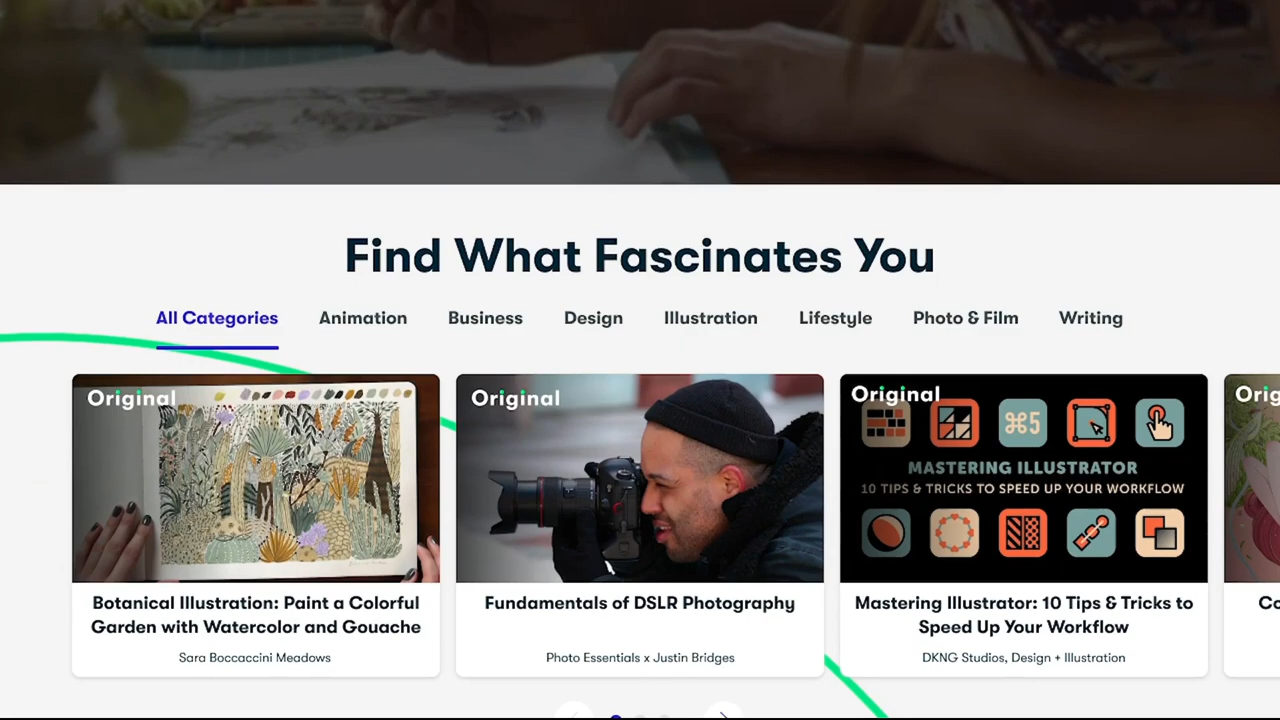 Find What Fascinates You
All Categories Animation Business Design Illustration Lifestyle Photo & Film Writing
Original
Botanical Illustration: Paint a Colorful
Garden with Watercolor and Gouache
Sara Boccaccini Meadows
Original
Fundamentals of DSLR Photography
Photo Essentials x Justin Bridges
Original
⌘5
MASTERING ILLUSTRATOR
10 TIPS & TRICKS TO SPEED UP YOUR WORKFLOW
Mastering Illustrator: 10 Tips & Tricks to
Speed Up Your Workflow
DKNG Studios, Design + Illustration
Orig
Co